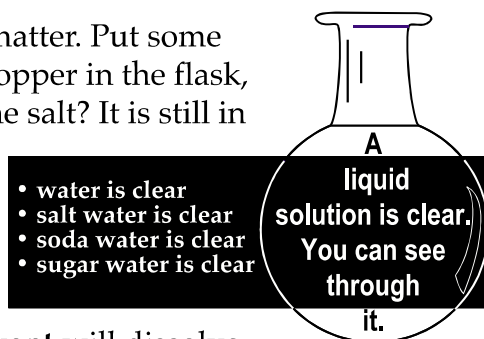 matter. Put some
opper in the flask,
he salt? It is still in
• water is clear
• salt water is clear
• soda water is clear
• sugar water is clear
A
liquid
solution is clear.
You can see
through
it.
will dissolve